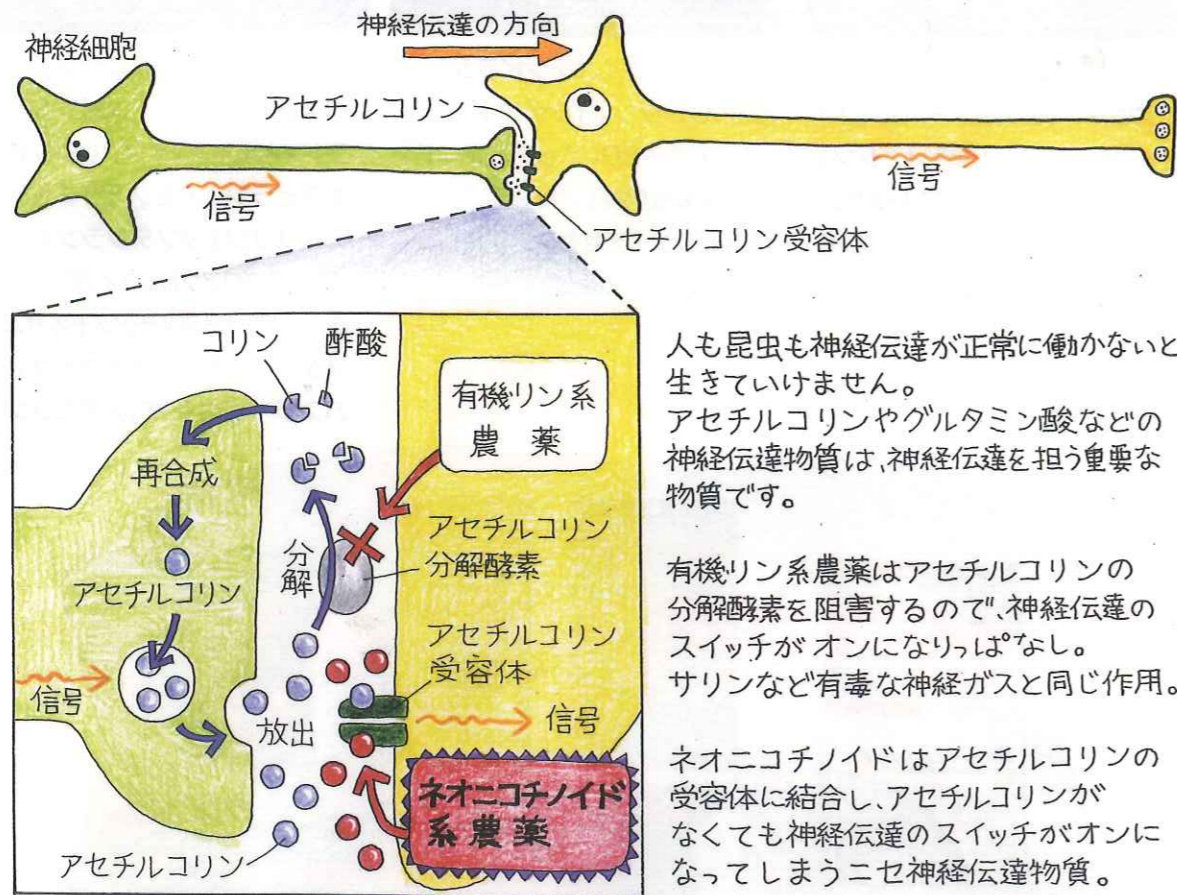 神経伝達の方向
神経細胞
アセチルコリン
信号
信号
アセチルコリン受容体
コリン
酢酸
有機リン系
農薬
再合成
分解
アセチルコリン
分解酵素
アセチルコリン
アセチルコリン
受容体
信号
放出
信号
ネオニコチノイド
系農薬
アセチルコリン
人も昆虫も神経伝達が正常に働かないと
生きていけません。
アセチルコリンやグルタミン酸などの
神経伝達物質は、神経伝達を担う重要な
物質です。
有機リン系農薬はアセチルコリンの
分解酵素を阻害するので、神経伝達の
スイッチがオンになりっぱなし。
サリンなど有毒な神経ガスと同じ作用。
ネオニコチノイドはアセチルコリンの
受容体に結合し、アセチルコリンが
なくても神経伝達のスイッチがオンに
なってしまうニセ神経伝達物質。